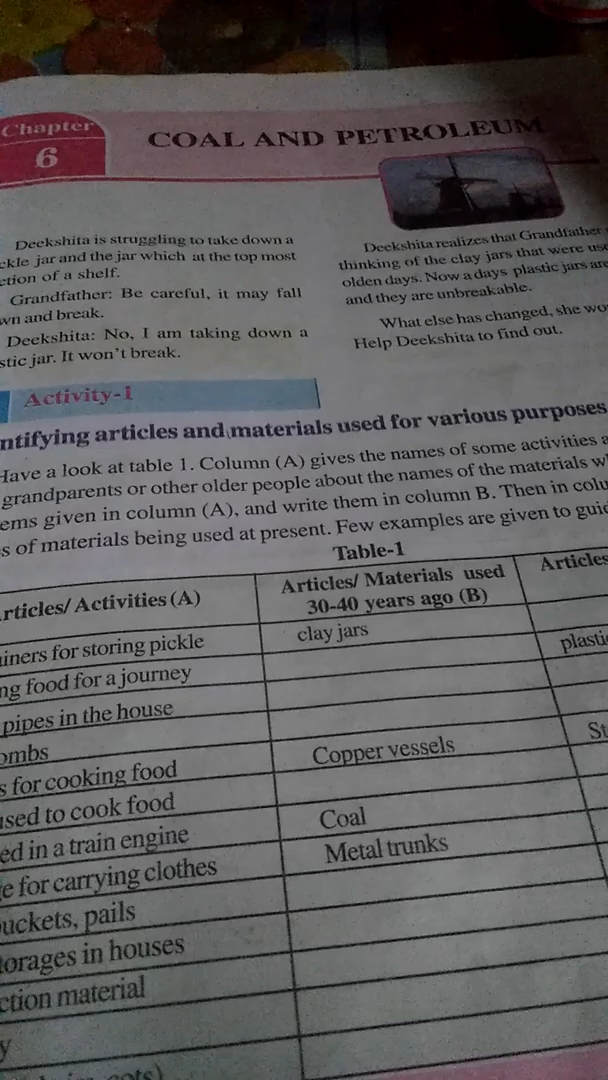 Chapter
6
COAL AND PETROLEUM
Deekshita is struggling to take down a
ckle jar and the jar which at the top most
ction of a shelf.
Grandfather: Be careful, it may fall
wn and break.
Deekshita: No, I am taking down a
stic jar. It won't break.
Deekshita realizes that Grandfather
thinking of the clay jars that were use
olden days. Now a days plastic jars are
and they are unbreakable.
What else has changed, she wo
Help Deekshita to find out.
Activity-1
ntifying articles and materials used for various purposes
Have a look at table 1. Column (A) gives the names of some activities a
grandparents or other older people about the names of the materials w
ems given in column (A), and write them in column B. Then in colu
s of materials being used at present. Few examples are given to guid
Table-1
rticles/ Activities (A)
Articles/ Materials used
30-40 years ago (B)
Articles
iners for storing pickle
clay jars
ng food for a journey
plastic
pipes in the house
ombs
s for cooking food
Copper vessels
St
used to cook food
ed in a train engine
Coal
e for carrying clothes
Metal trunks
uckets, pails
torages in houses
ction material
y